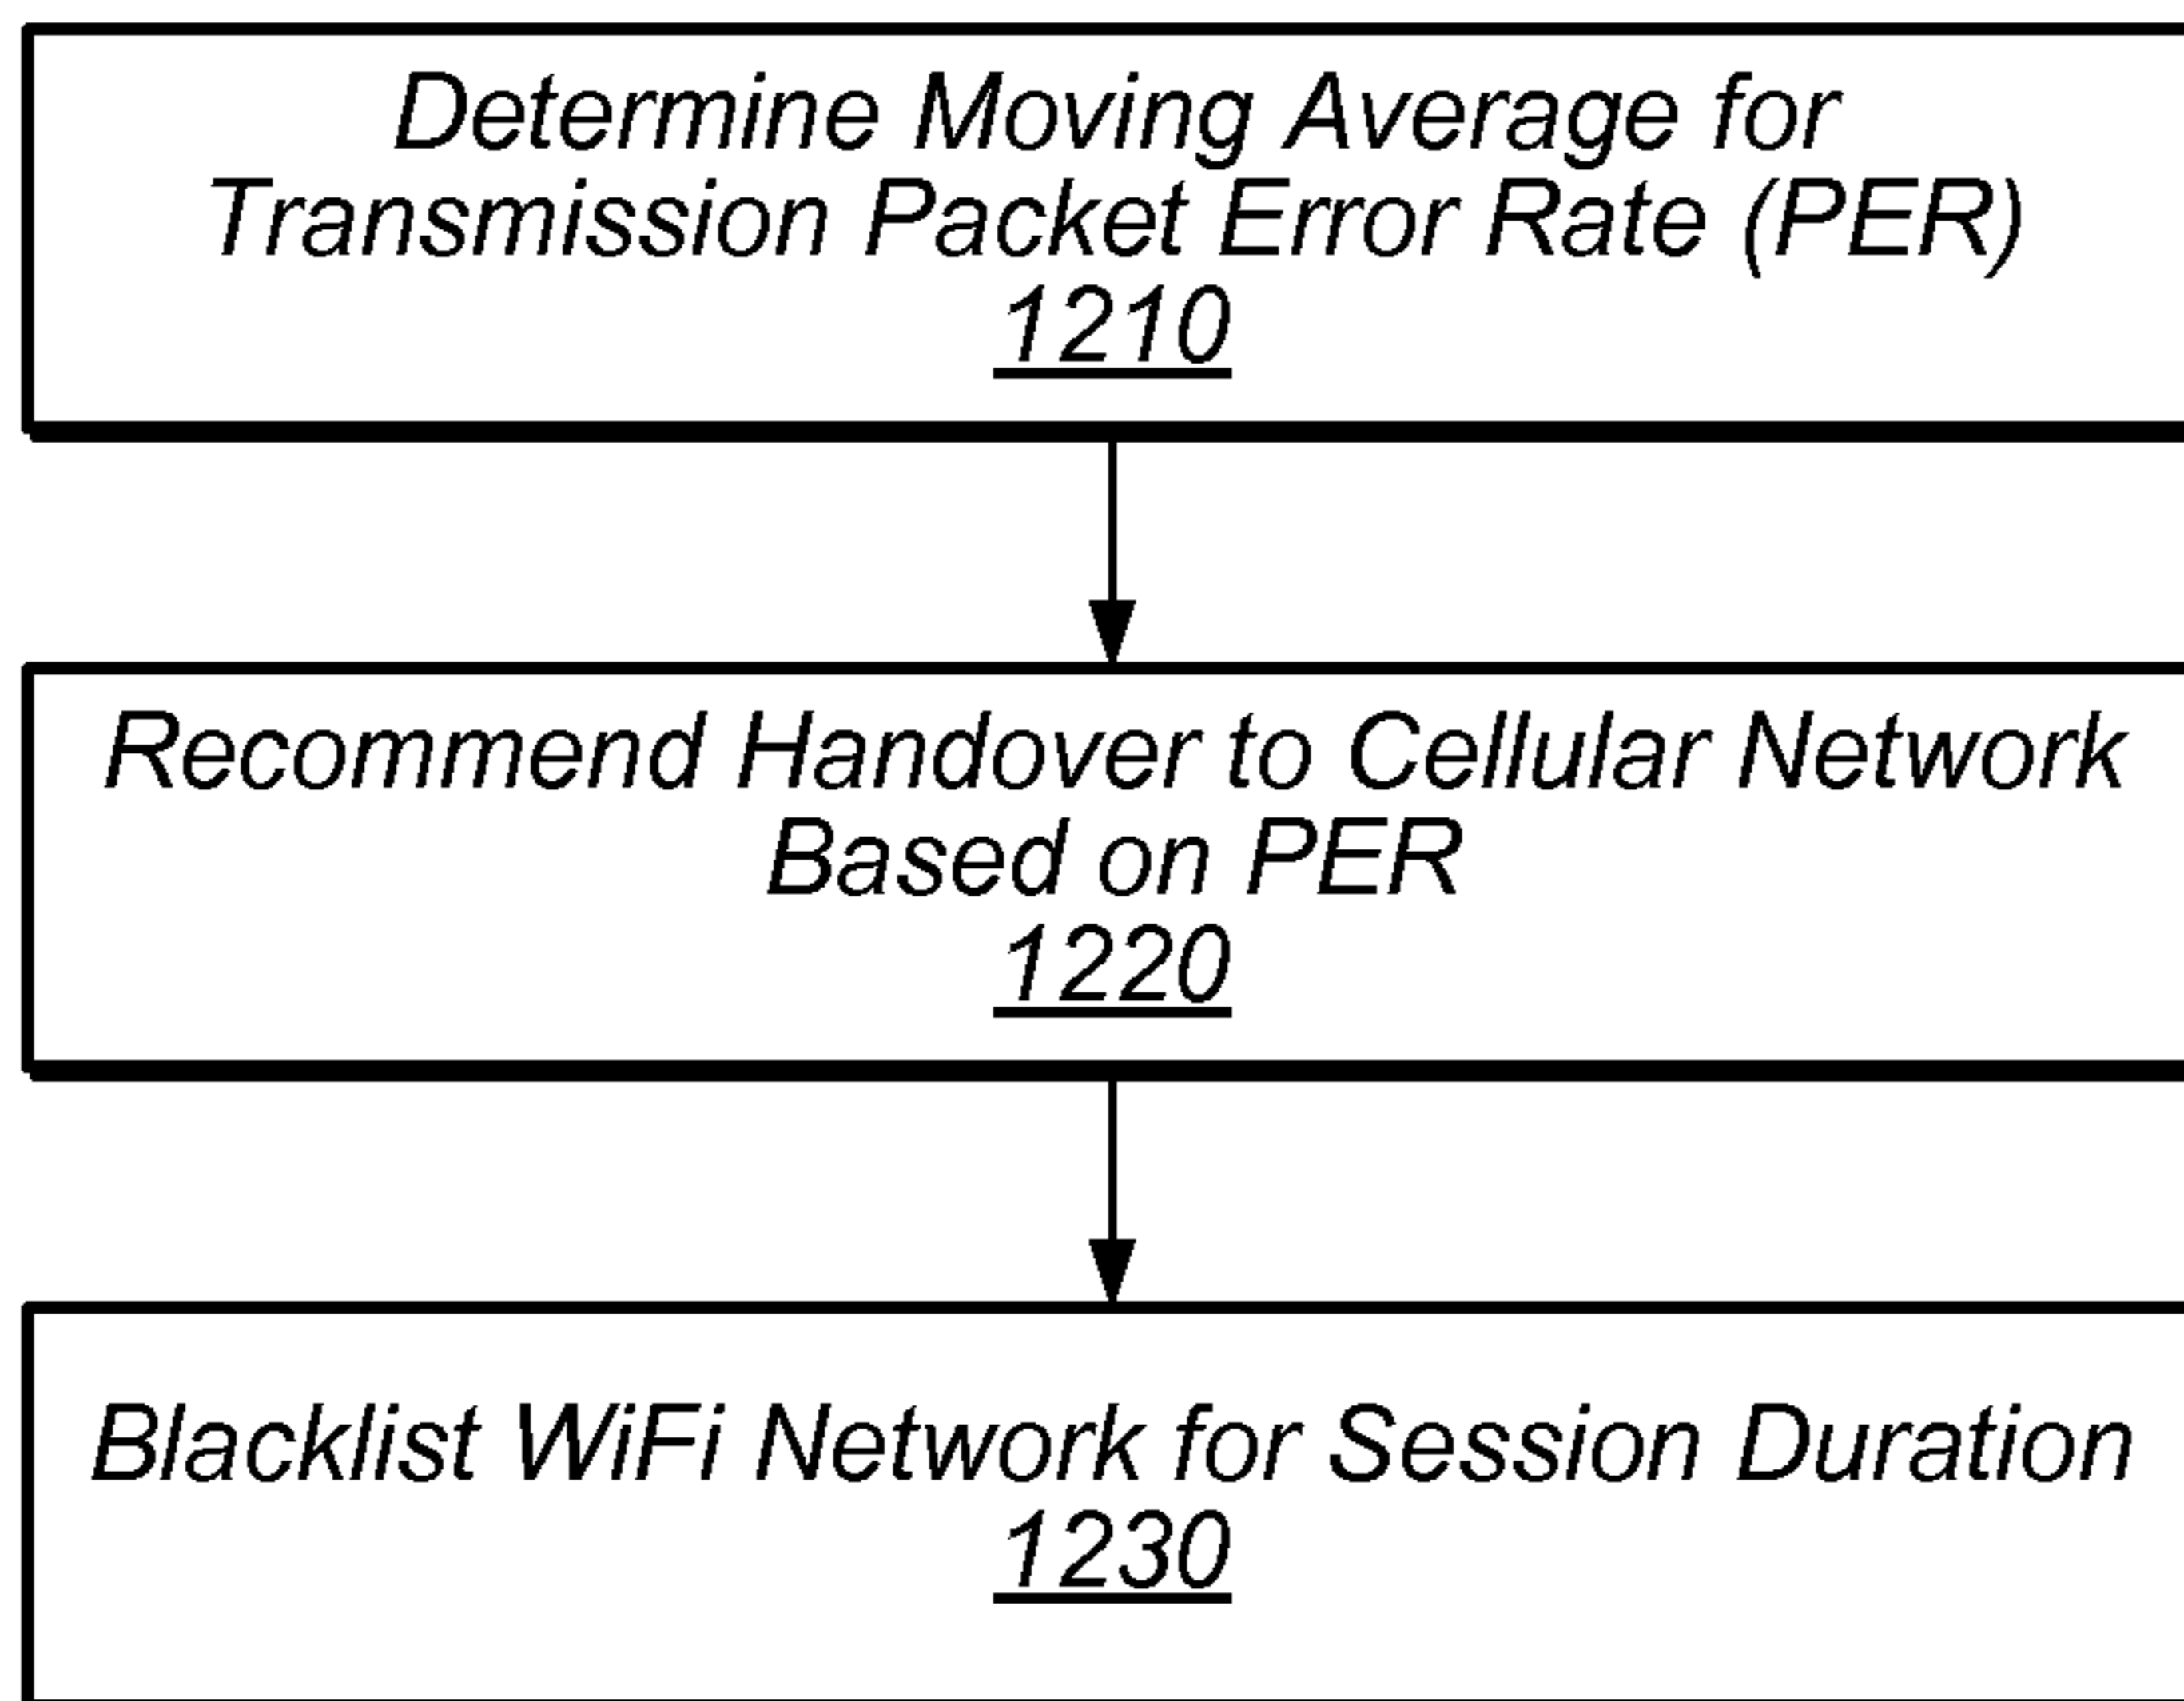 Determine Moving Average for
Transmission Packet Error Rate (PER)
1210
Recommend Handover to Cellular Network
Based on PER
1220
Blacklist WiFi Network for Session Duration
1230